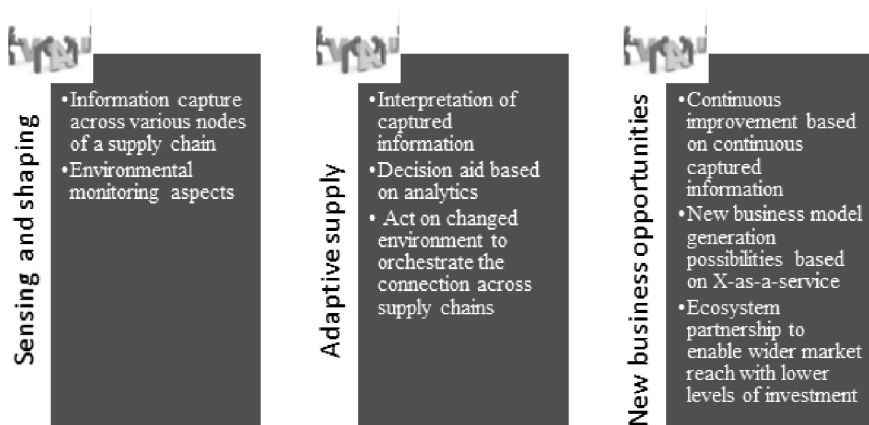 Sensing and shaping
•Information capture
across various nodes
of a supply chain
•Environmental
monitoring aspects
Adaptive supply
•Interpretation of
captured
information
•Decision aid based
on analytics
• Act on changed
environment to
orchestrate the
connection across
supply chains
New business opportunities
•Continuous
improvement based
on continuous
captured
information
•New business model
generation
possibilities based
on X-as-a-service
•Ecosystem
partnership to
enable wider market
reach with lower
levels of investment